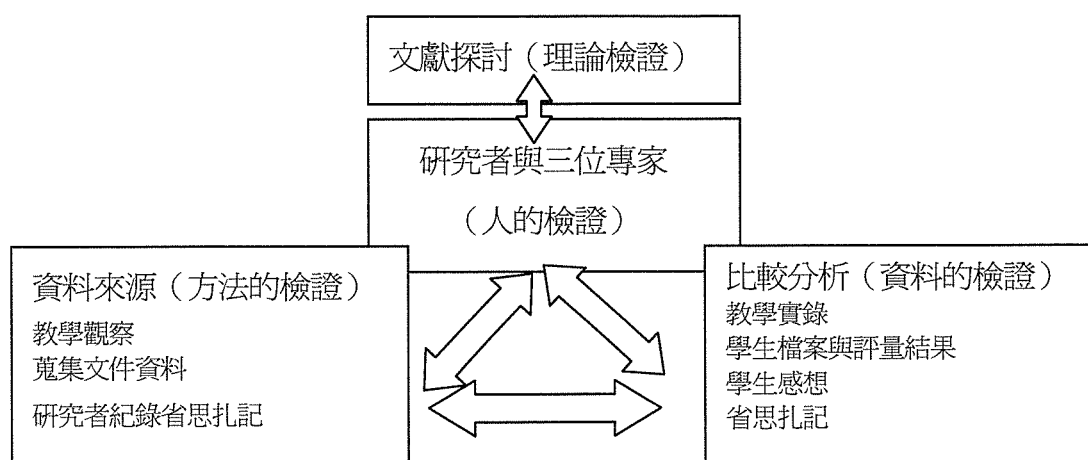 文獻探討（理論檢證）
研究者與三位專家
（人的檢證）
資料來源（方法的檢證）
教學觀察
蒐集文件資料
研究者紀錄省思扎記
比較分析（資料的檢證）
教學實錄
學生檔案與評量結果
學生感想
省思扎記